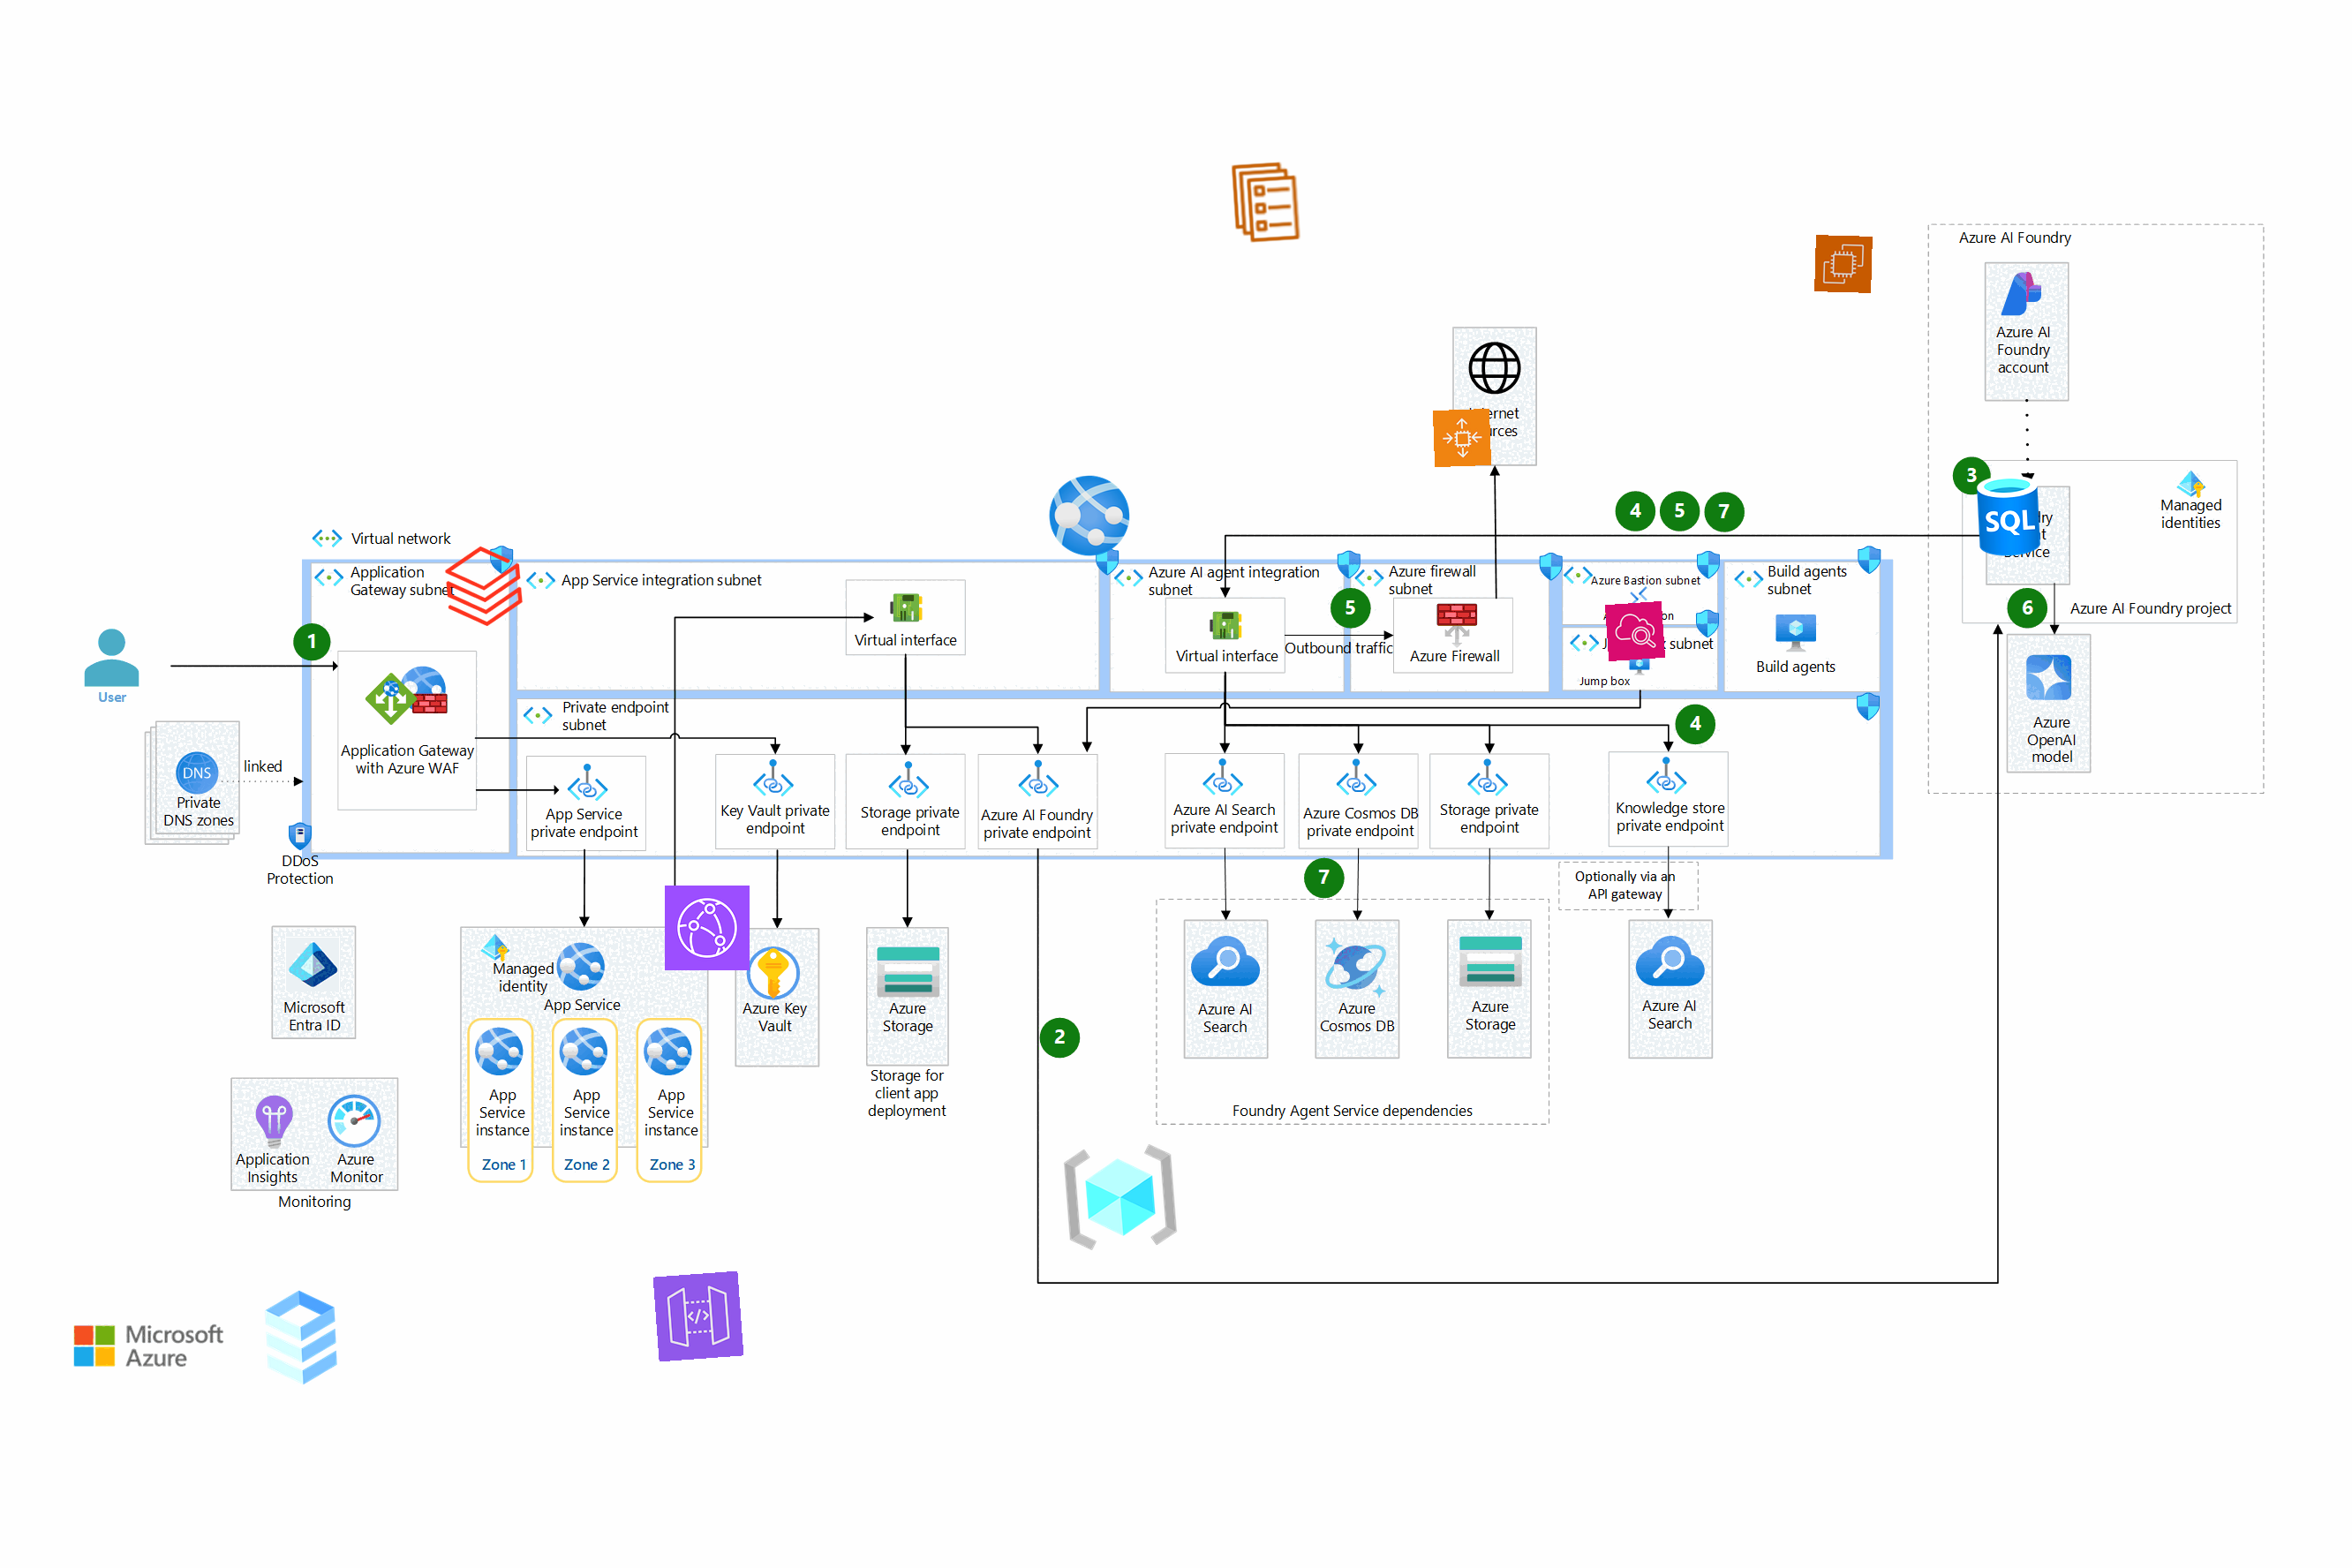 Azure AI Foundry
Azure AI
Foundry
account
3
Managed
identities
SQL
Azure AI Foundry project
6
Azure
OpenAI
model
4
5
7
Virtual network
Application
Gateway subnet
App Service integration subnet
Virtual interface
Azure AI agent integration
subnet
Virtual interface
5
Outbound traffic
Azure firewall
subnet
Azure Firewall
Azure Bastion subnet
subnet
Jump box
Build agents
subnet
Build agents
1
User
Application Gateway
with Azure WAF
DNS
Private
DNS zones
linked
DDoS
Protection
Private endpoint
subnet
App Service
private endpoint
Key Vault private
endpoint
Storage private
endpoint
Azure AI Foundry
private endpoint
Azure AI Search
private endpoint
Azure Cosmos DB
private endpoint
Storage private
endpoint
4
Knowledge store
private endpoint
7
Optionally via an
API gateway
Microsoft
Entra ID
Managed
identity
App Service
App
Service
instance
Zone 1
App
Service
instance
Zone 2
App
Service
instance
Zone 3
Azure Key
Vault
Azure
Storage
Storage for
client app
deployment
2
Azure AI
Search
Azure
Cosmos DB
Azure
Storage
Foundry Agent Service dependencies
Azure AI
Search
Application
Insights
Azure
Monitor
Monitoring
Microsoft
Azure